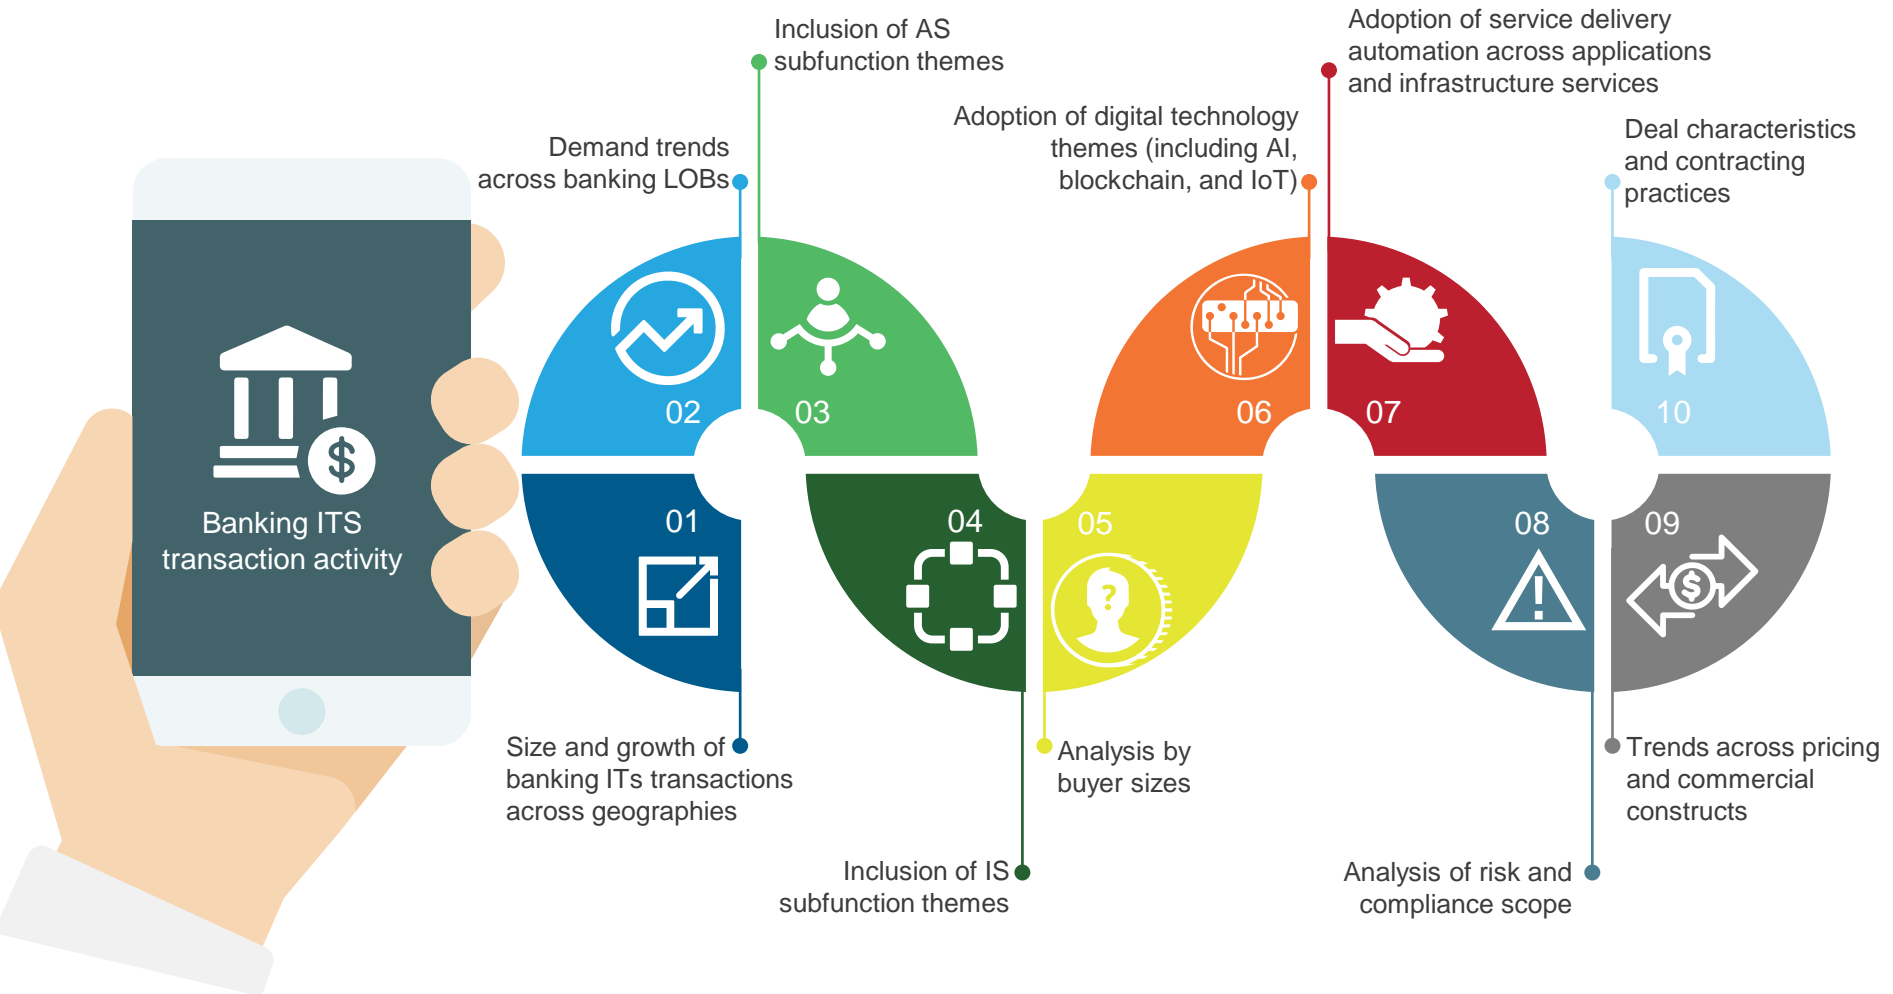 Banking ITS
transaction activity
01
Size and growth of
banking ITs transactions
across geographies
02
Demand trends
across banking LOBs
03
Inclusion of AS
subfunction themes
04
Inclusion of IS
subfunction themes
05
Analysis by
buyer sizes
06
Adoption of digital technology
themes (including AI,
blockchain, and IoT)
07
Adoption of service delivery
automation across applications
and infrastructure services
08
Analysis of risk and
compliance scope
09
Trends across pricing
and commercial
constructs
10
Deal characteristics
and contracting
practices